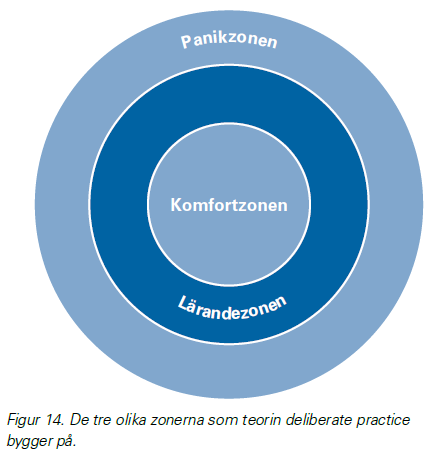 Panikzonen
Komfortzonen
Lärandezonen
Figur 14. De tre olika zonerna som teorin deliberate practice
bygger på.